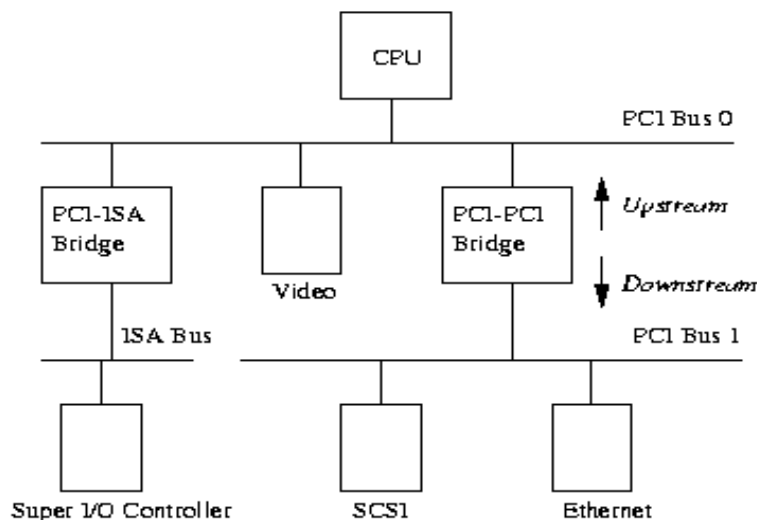 CPU
PCI Bus 0
PCI-ISA
Bridge
Video
PCI-PCI
Bridge
Upstream
Downstream
ISA Bus
PCI Bus 1
Super I/O Controller
SCSI
Ethernet